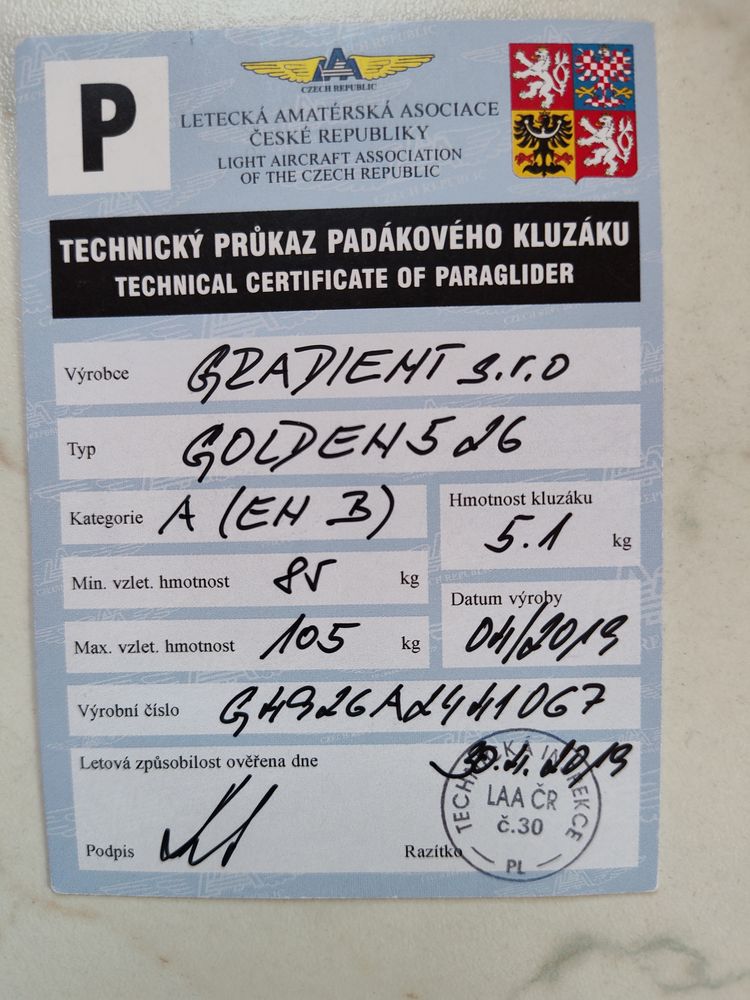 P
CZECH REPUBLIC
LETECKÁ AMATÉRSKÁ ASOCIACE
ČESKÉ REPUBLIKY
LIGHT AIRCRAFT ASSOCIATION
OF THE CZECH REPUBLIC
TECHNICKÝ PRŮKAZ PADÁKOVÉHO KLUZÁKU
TECHNICAL CERTIFICATE OF PARAGLIDER
Výrobce GRADIENT s.r.o
Typ GOLDEN 5 26
Kategorie A (EN B)
Hmotnost kluzáku
5.1 kg
Min. vzlet. hmotnost 85 kg
Datum výroby
04/2019
Max. vzlet. hmotnost 105 kg
Výrobní číslo G4926A2441067
Letová způsobilost ověřena dne 30.4.2019
TECHNICKÁ INSPEKCE
LAA ČR
č.30
PL
Podpis
Razítko